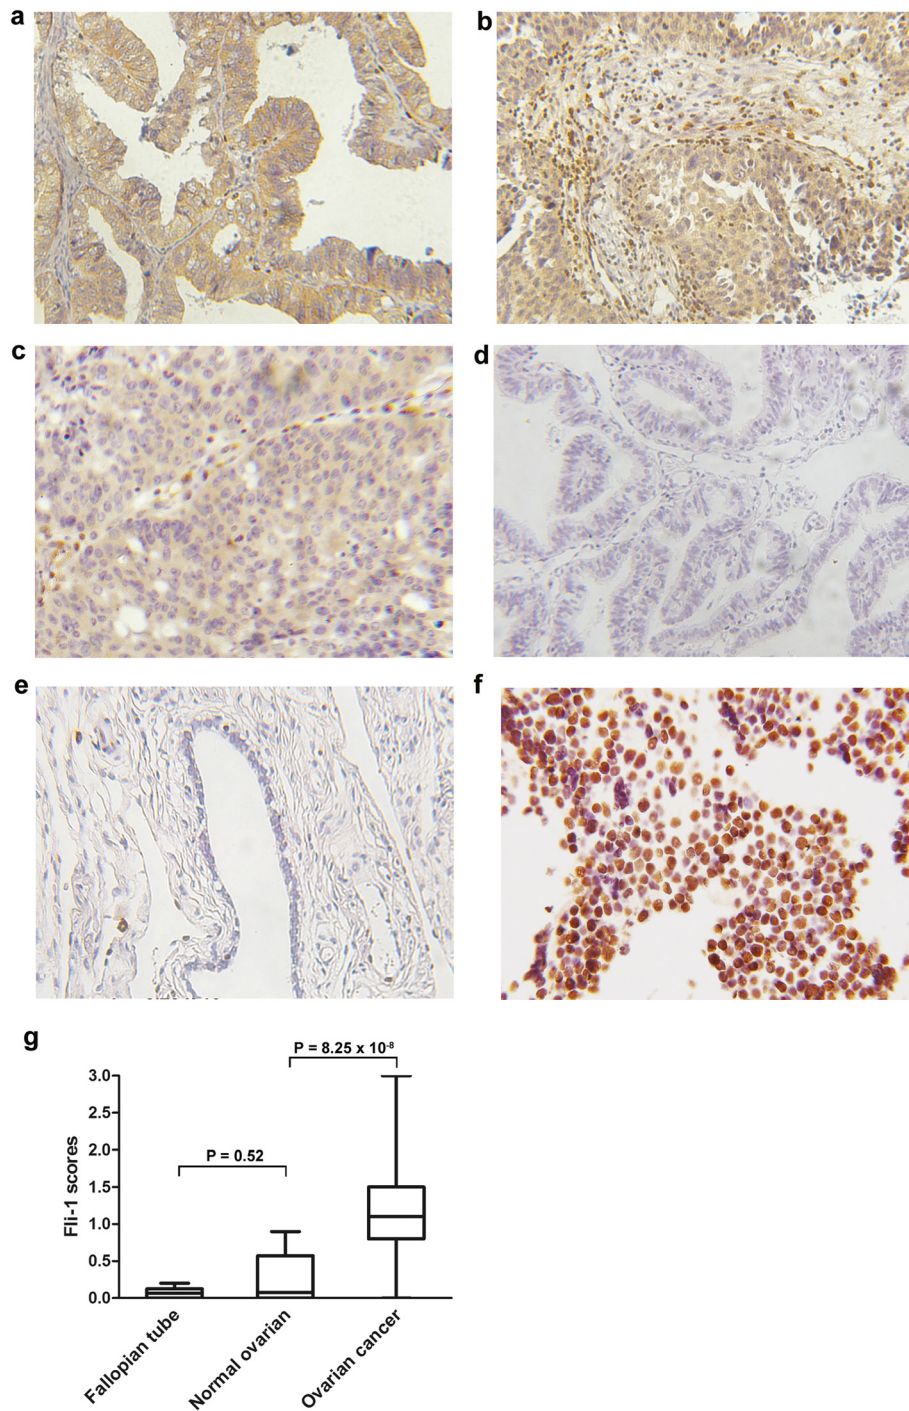 a
b
c
d
e
f
g
P = 8.25 x 10⁻⁸
P = 0.52
Fli-1 scores
3.0
2.5
2.0
1.5
1.0
0.5
0.0
Fallopian tube
Normal ovarian
Ovarian cancer